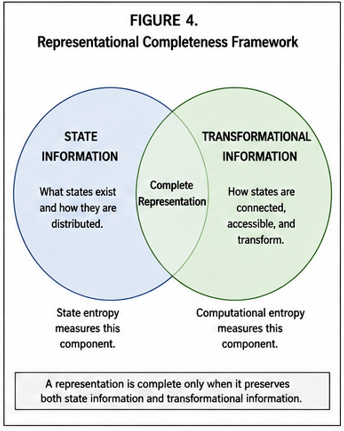 FIGURE 4.
Representational Completeness Framework
STATE
INFORMATION
What states exist
and how they are
distributed.
Complete
Representation
TRANSFORMATIONAL
INFORMATION
How states are
connected,
accessible, and
transform.
State entropy
measures this
component.
Computational entropy
measures this
component.
A representation is complete only when it preserves
both state information and transformational information.